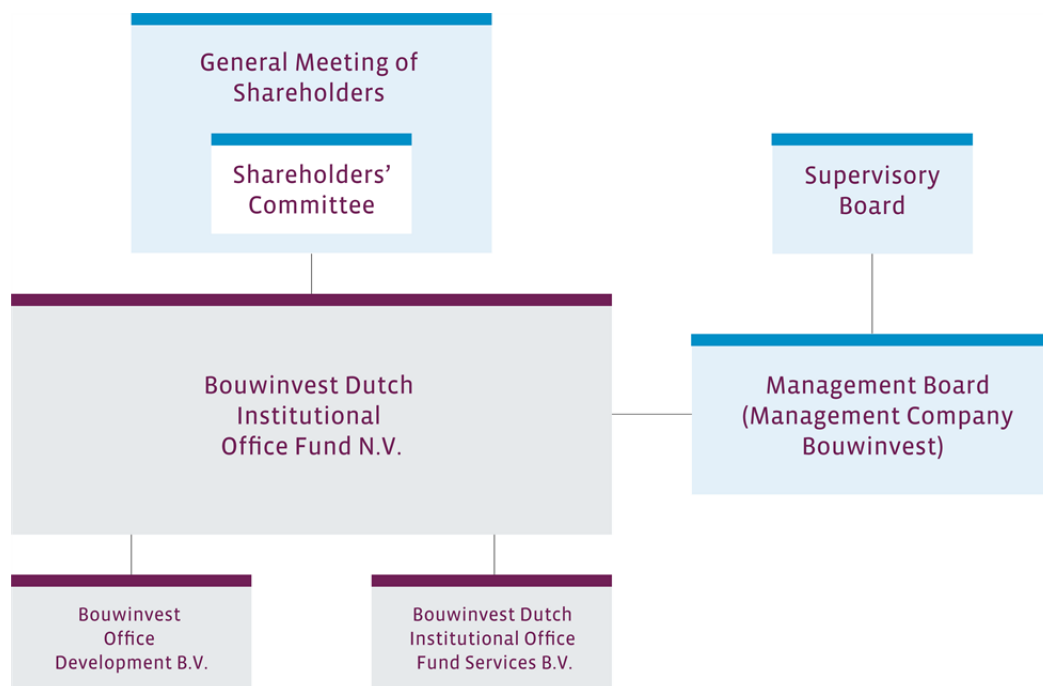 General Meeting of
Shareholders
Shareholders’
Committee
Supervisory
Board
Bouwinvest Dutch
Institutional
Office Fund N.V.
Management Board
(Management Company
Bouwinvest)
Bouwinvest
Office
Development B.V.
Bouwinvest Dutch
Institutional Office
Fund Services B.V.